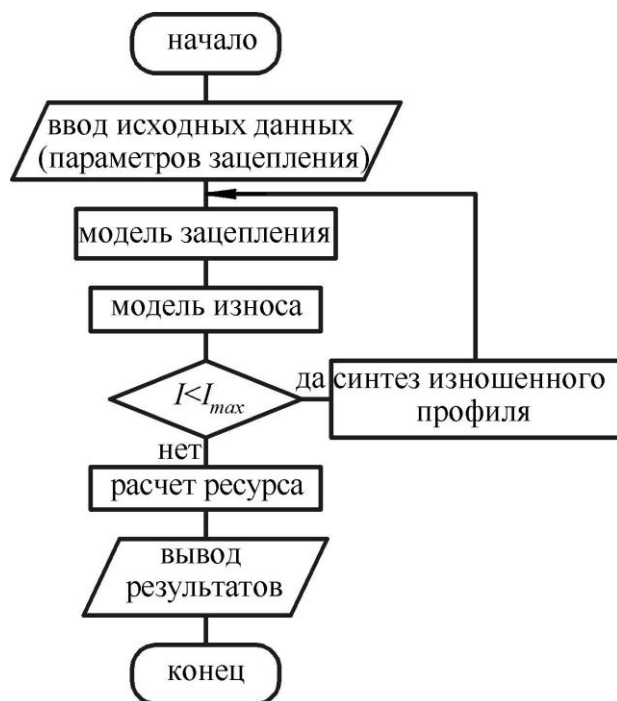 начало
ввод исходных данных
(параметров зацепления)
модель зацепления
модель износа
I<I_max
да
синтез изношенного
профиля
нет
расчет ресурса
вывод
результатов
конец